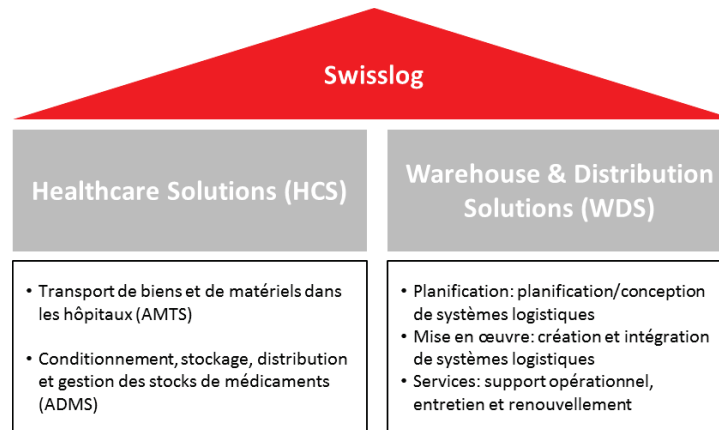 Swisslog
Healthcare Solutions (HCS)
Warehouse & Distribution
Solutions (WDS)
• Transport de biens et de matériels dans
les hôpitaux (AMTS)
• Conditionnement, stockage, distribution
et gestion des stocks de médicaments
(ADMS)
• Planification: planification/conception
de systèmes logistiques
• Mise en œuvre: création et intégration
de systèmes logistiques
• Services: support opérationnel,
entretien et renouvellement